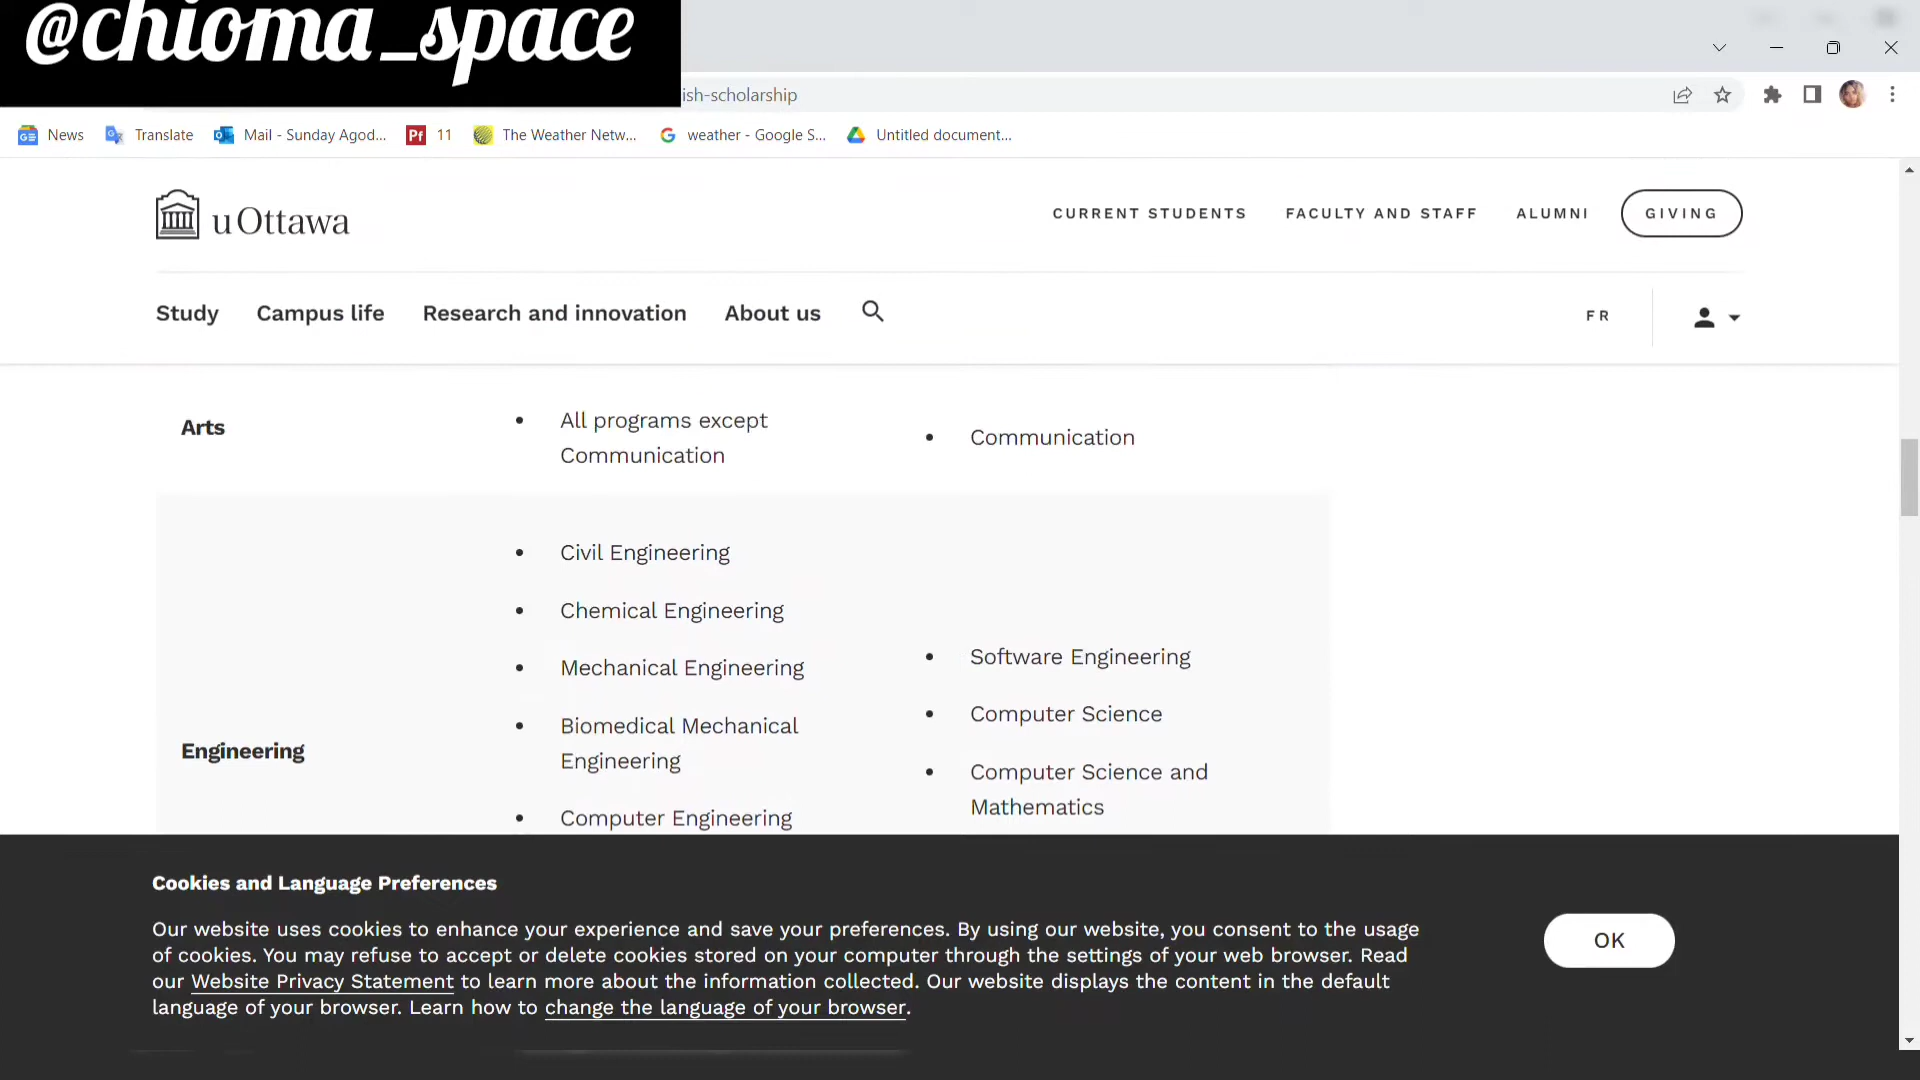 @chioma_space
ish-scholarship
News
Translate
Mail - Sunday Agod...
Pf 11
The Weather Netw...
weather - Google S...
Untitled document...
uOttawa
CURRENT STUDENTS
FACULTY AND STAFF
ALUMNI
GIVING
Study
Campus life
Research and innovation
About us
FR
Arts
All programs except
Communication
Communication
Engineering
Civil Engineering
Chemical Engineering
Mechanical Engineering
Biomedical Mechanical
Engineering
Computer Engineering
Software Engineering
Computer Science
Computer Science and
Mathematics
Cookies and Language Preferences
Our website uses cookies to enhance your experience and save your preferences. By using our website, you consent to the usage
of cookies. You may refuse to accept or delete cookies stored on your computer through the settings of your web browser. Read
our Website Privacy Statement to learn more about the information collected. Our website displays the content in the default
language of your browser. Learn how to change the language of your browser.
OK